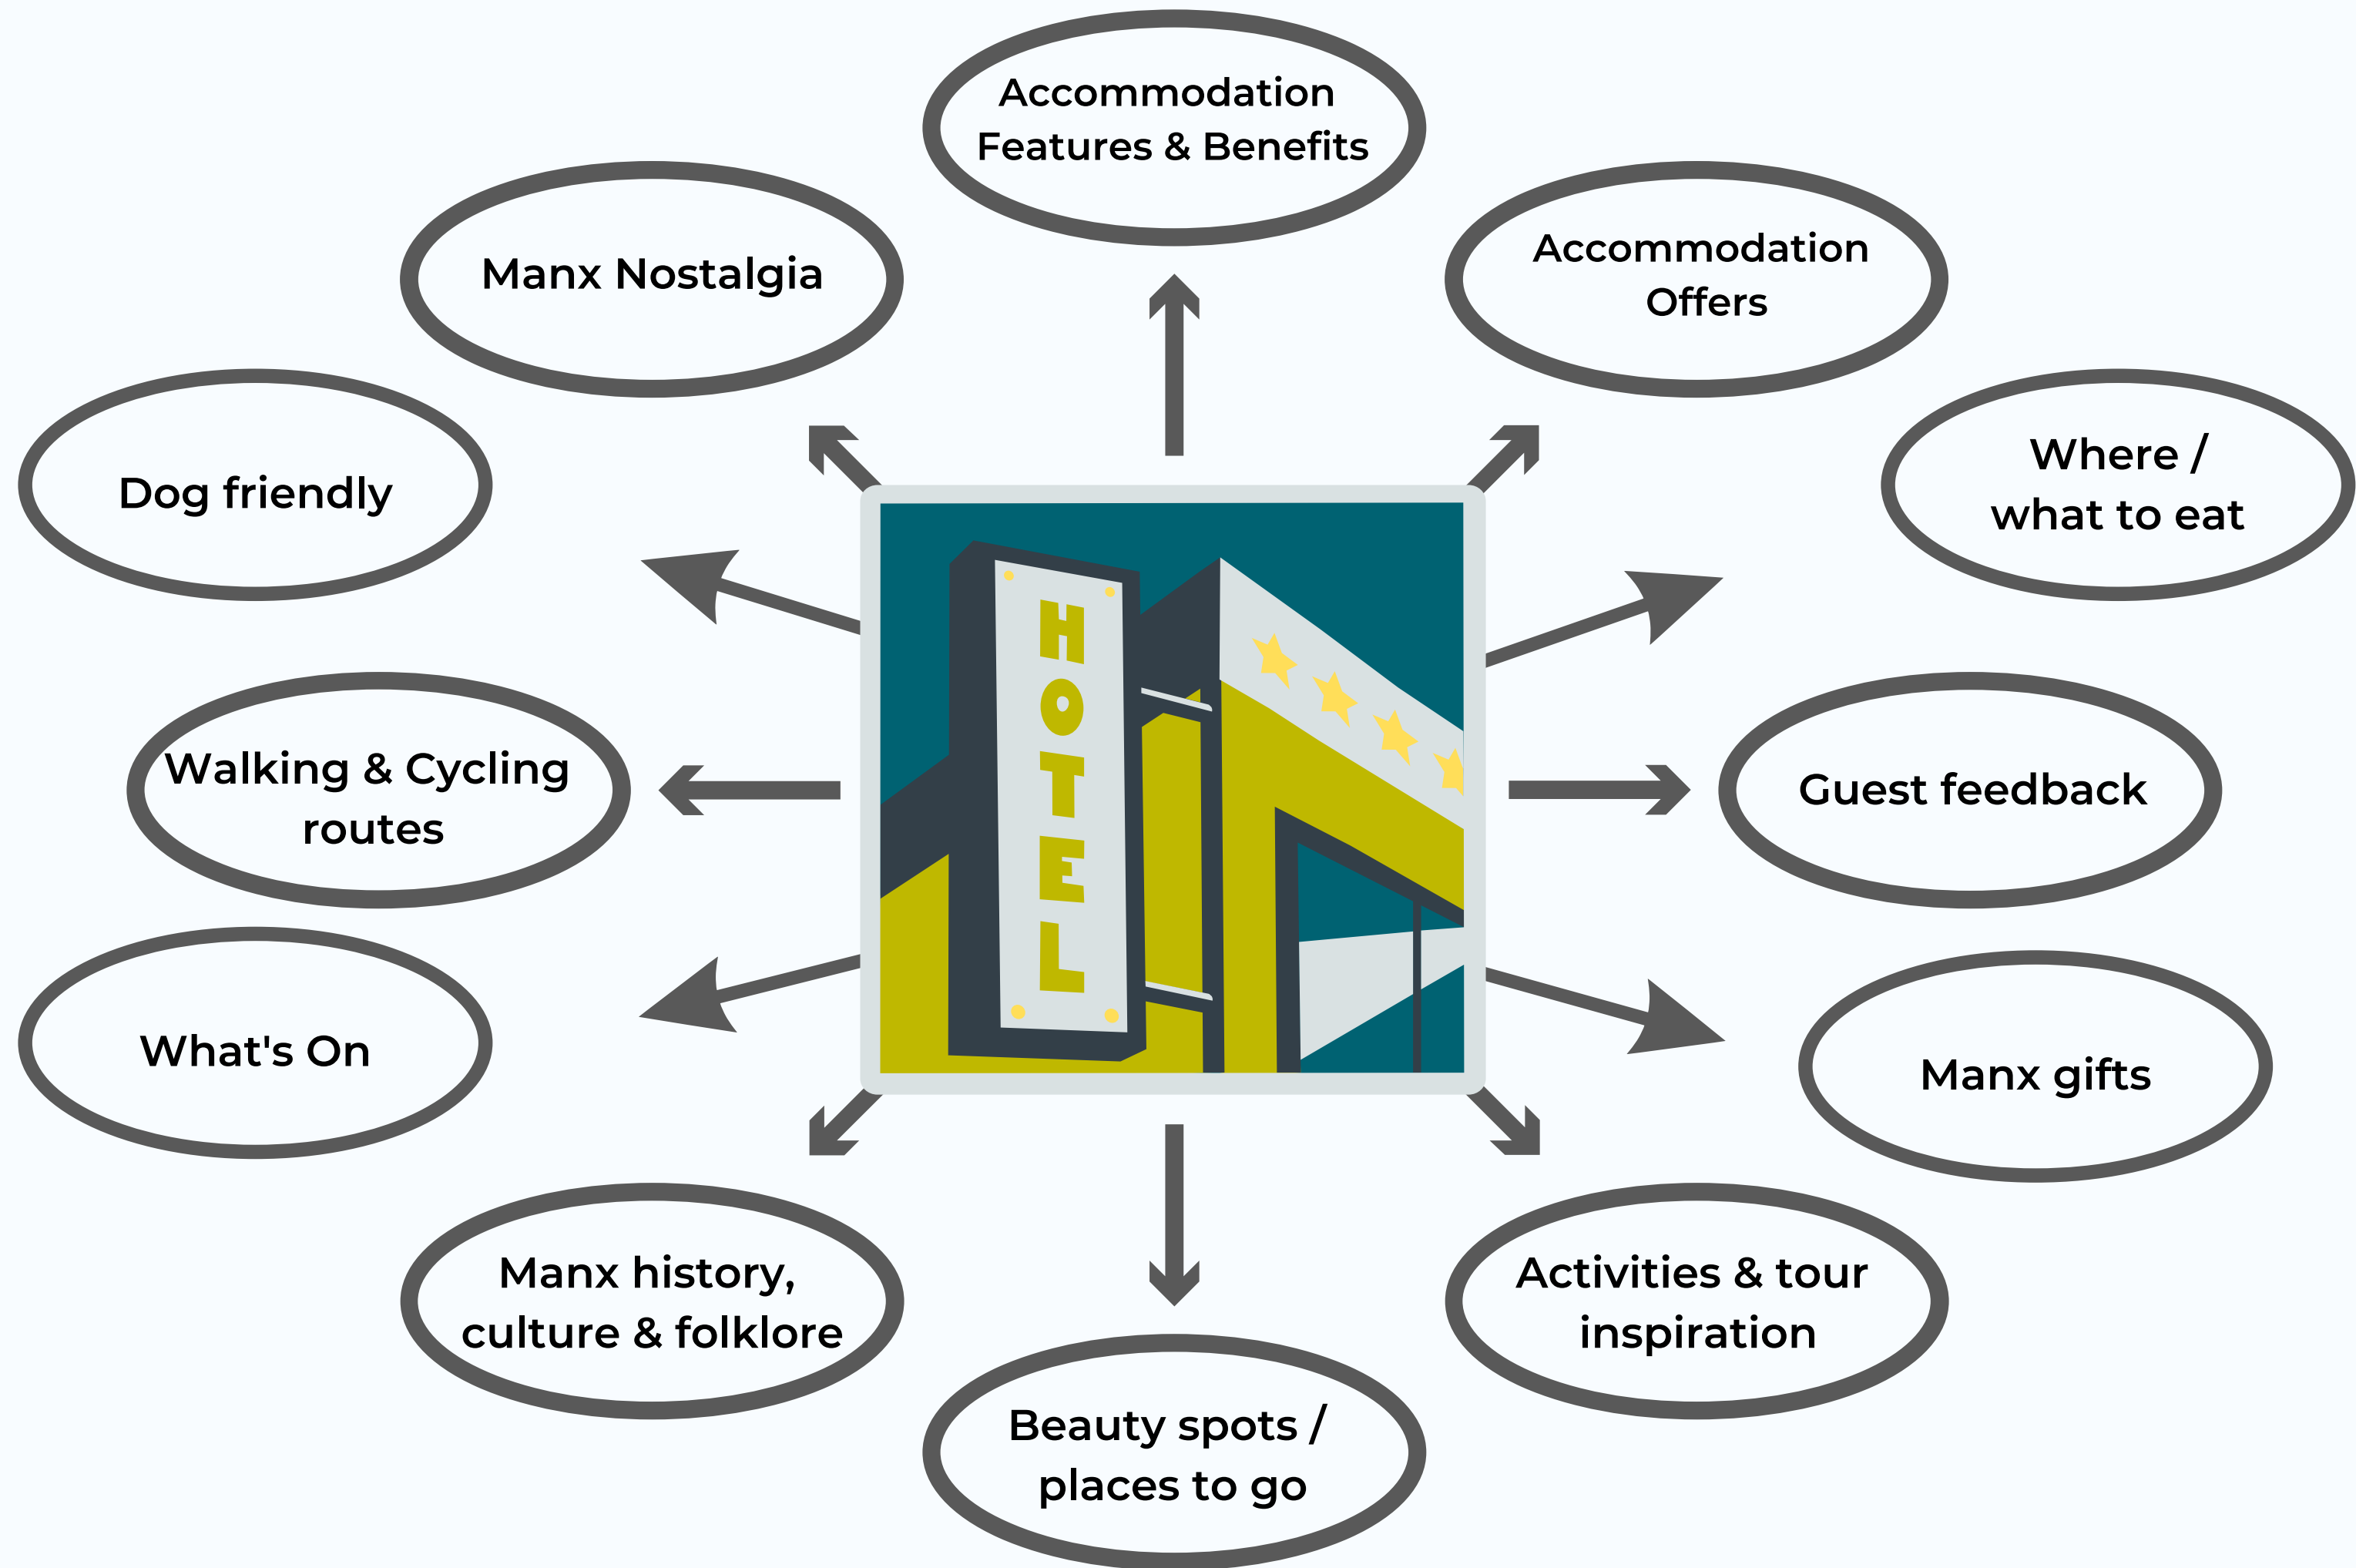 Accommodation
Features & Benefits
Manx Nostalgia
Accommodation
Offers
Dog friendly
Where /
what to eat
HOTEL
Walking & Cycling
routes
Guest feedback
What's On
Manx gifts
Manx history,
culture & folklore
Activities & tour
inspiration
Beauty spots /
places to go